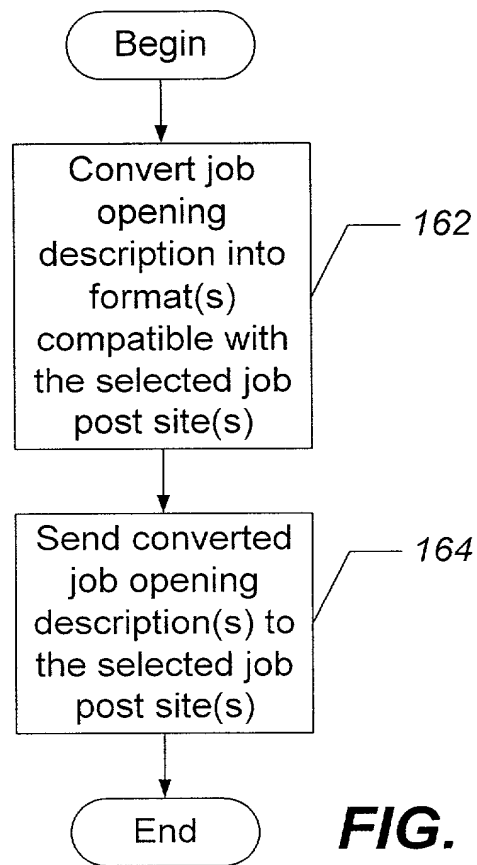 Begin
Convert job
opening
description into
format(s)
compatible with
the selected job
post site(s)
162
Send converted
job opening
description(s) to
the selected job
post site(s)
164
End
FIG.